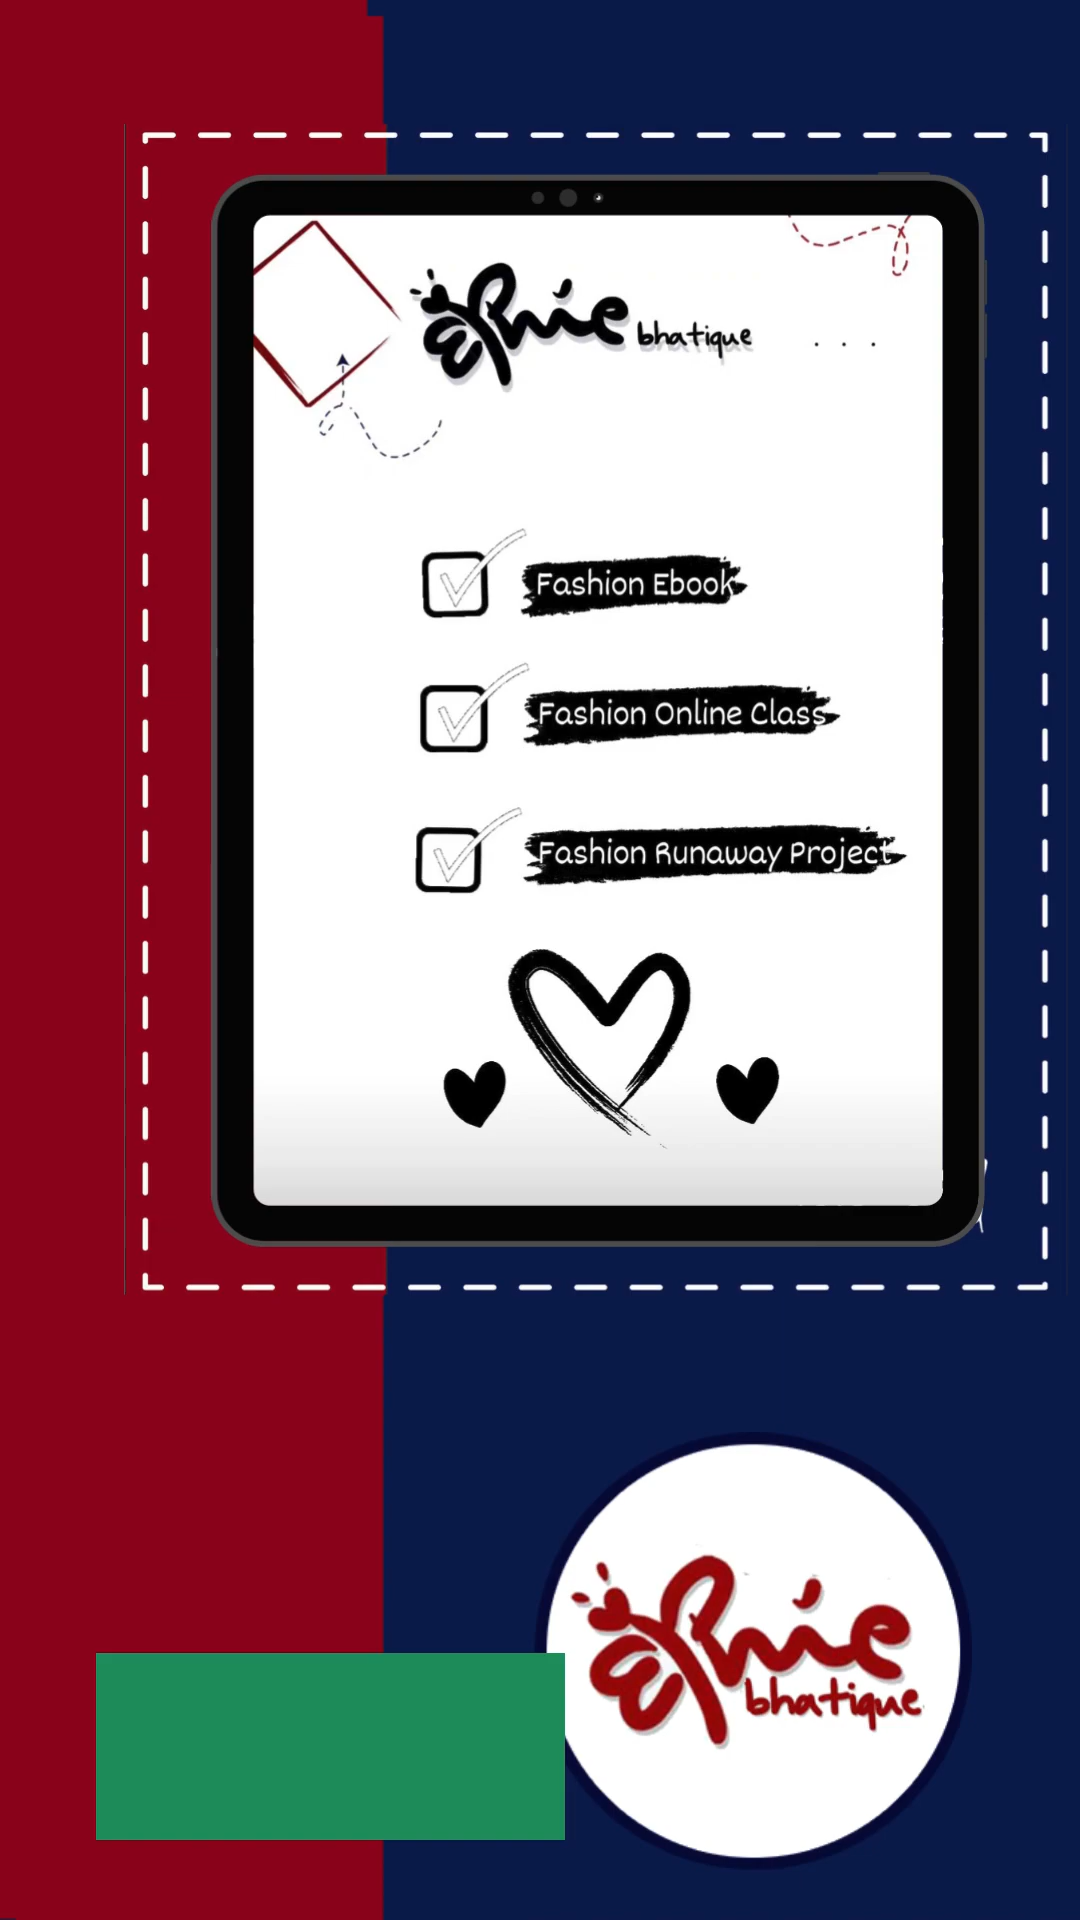 Ephie
bhatique
. . .
Fashion Ebook
Fashion Online Class
Fashion Runaway Project
Ephie
bhatique